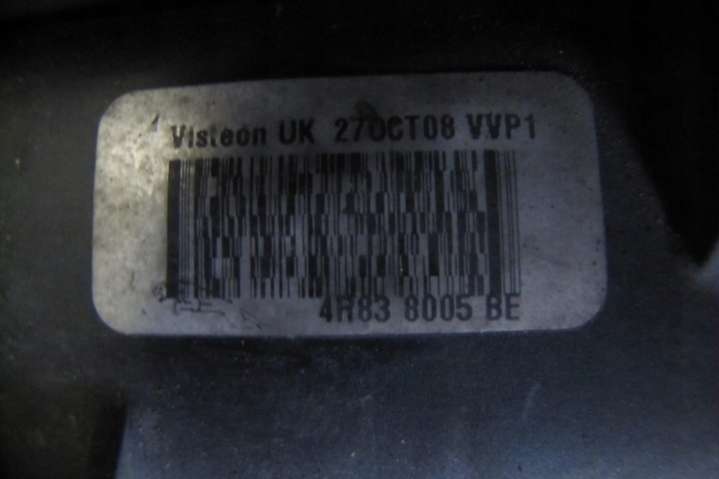 Visteon UK 27OCT08 VVP1
4R83 8005 BE